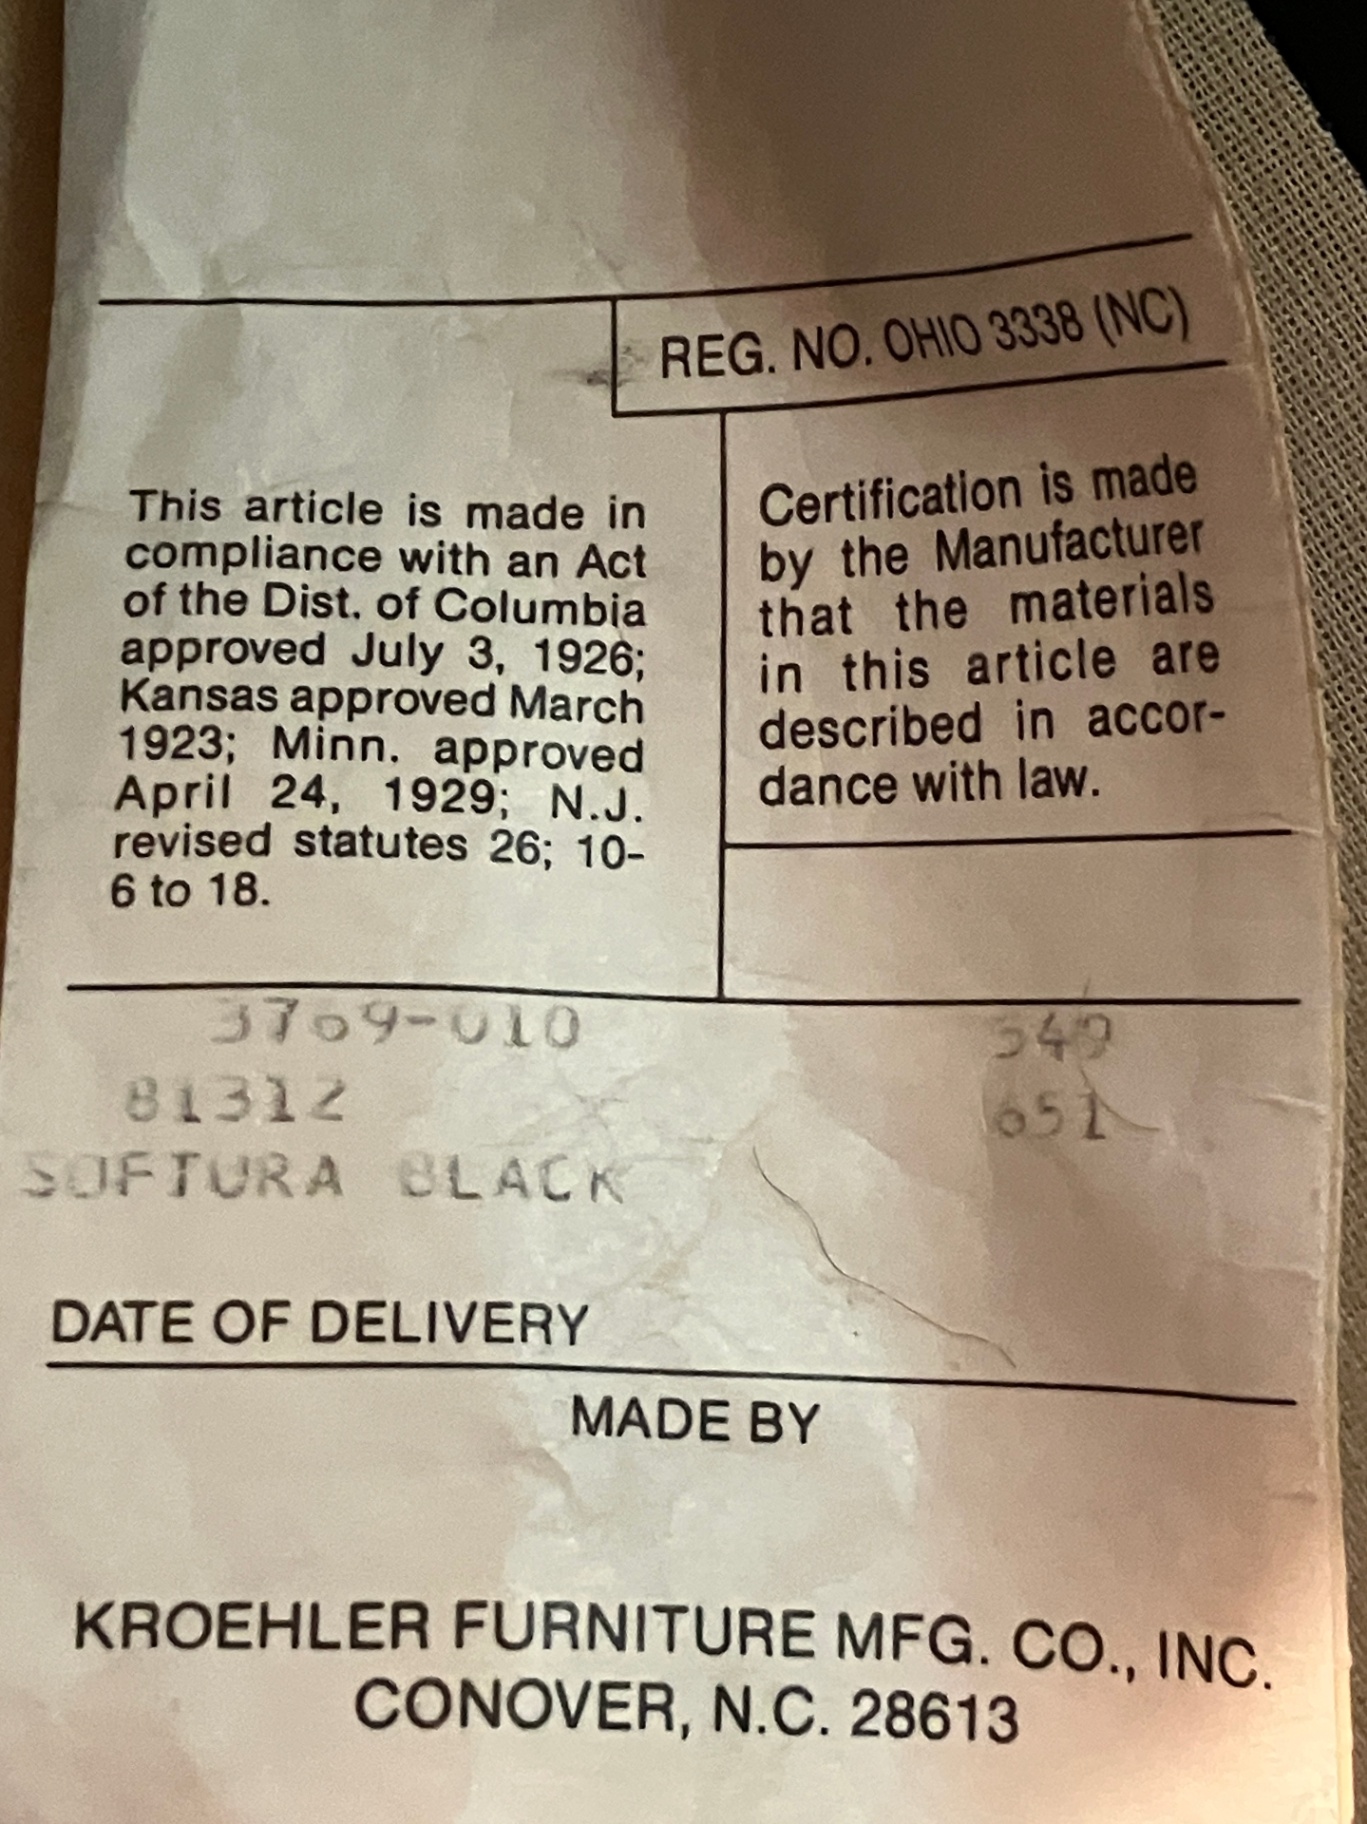 REG. NO. OHIO 3338 (NC)
This article is made in
compliance with an Act
of the Dist. of Columbia
approved July 3, 1926;
Kansas approved March
1923; Minn. approved
April 24, 1929; N.J.
revised statutes 26; 10-
6 to 18.
Certification is made
by the Manufacturer
that the materials
in this article are
described in accor-
dance with law.
3769-010
549
81312
651
SOFTURA BLACK
DATE OF DELIVERY
MADE BY
KROEHLER FURNITURE MFG. CO., INC.
CONOVER, N.C. 28613